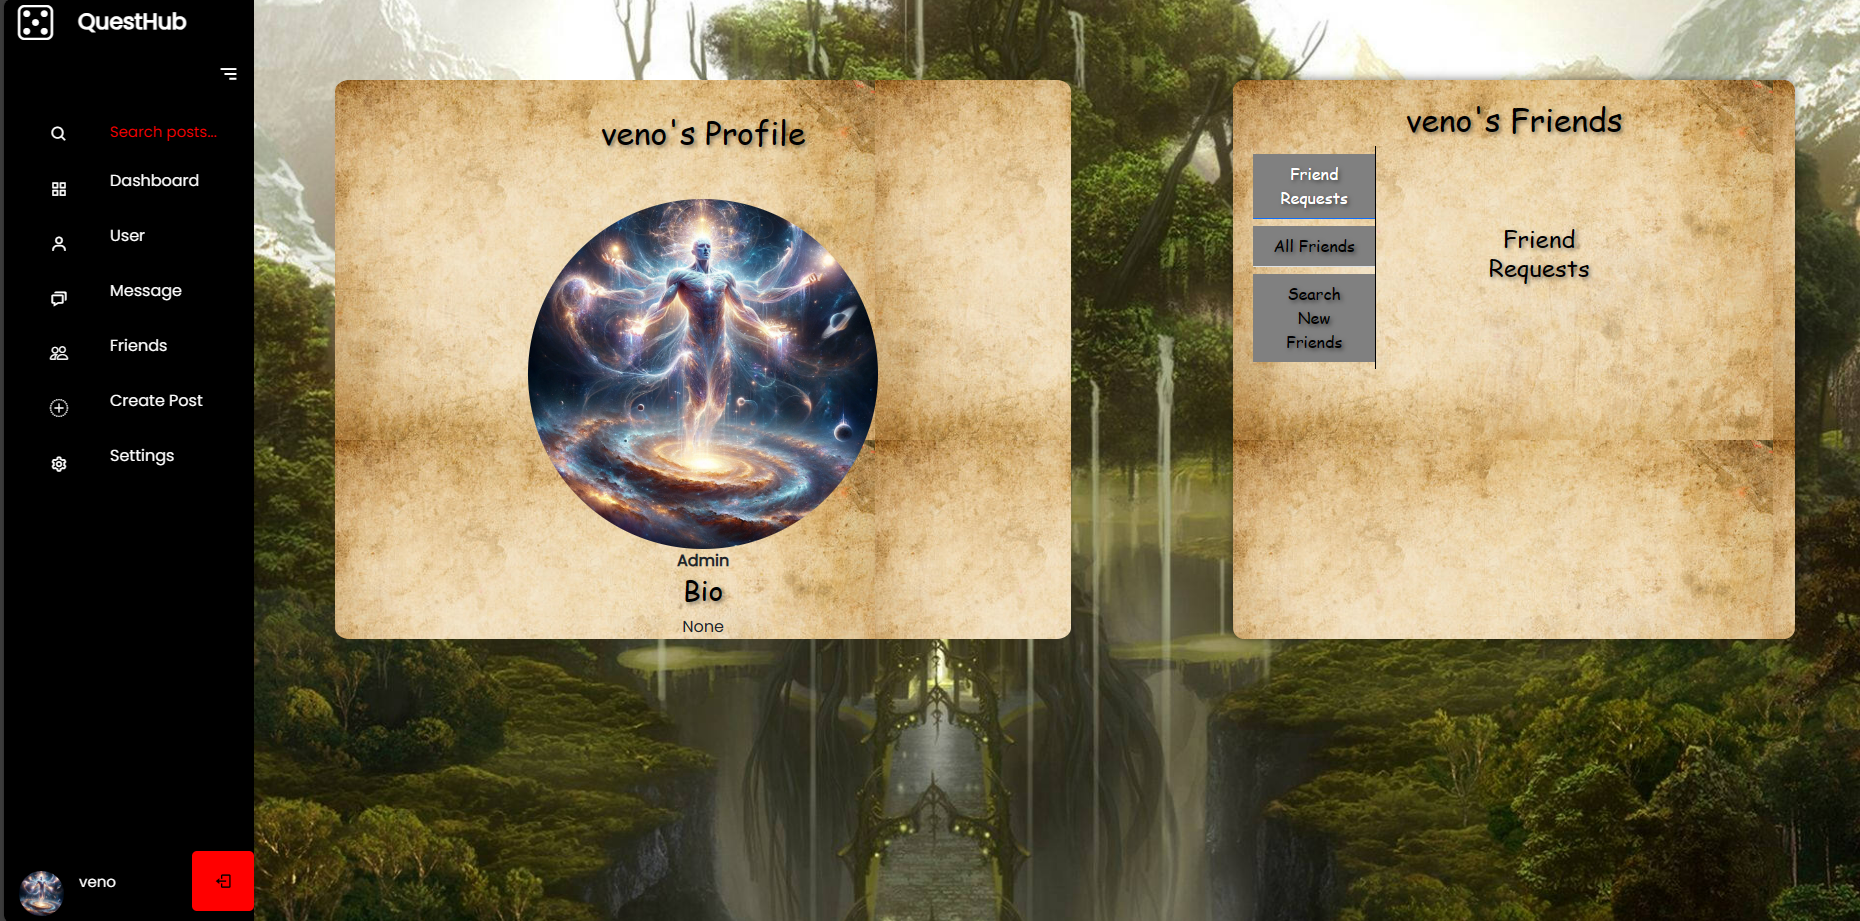 QuestHub
Search posts...
Dashboard
User
Message
Friends
Create Post
Settings
veno
veno's Profile
Admin
Bio
None
veno's Friends
Friend
Requests
All Friends
Search
New
Friends
Friend
Requests